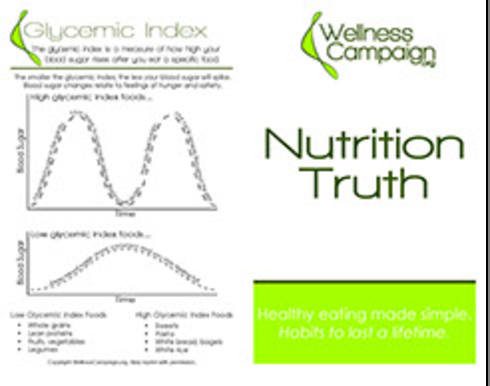 Glycemic Index
The glycemic index is a measure of how high your
blood sugar rises after you eat a specific food.
The smaller the glycemic index, the less your blood sugar will spike.
Blood sugar changes relate to feelings of hunger and satiety.
High glycemic index foods...
Blood Sugar
Time
Low glycemic index foods...
Blood Sugar
Time
Low Glycemic Index Foods
• Whole grains
• Lean proteins
• Fruits, vegetables
• Legumes
High Glycemic Index Foods
• Sweets
• Pasta
• White bread, bagels
• White rice
Copyright WellnessCampaign.org. May reprint with permission.
Wellness
Campaign
.org
Nutrition
Truth
Healthy eating made simple.
Habits to last a lifetime.